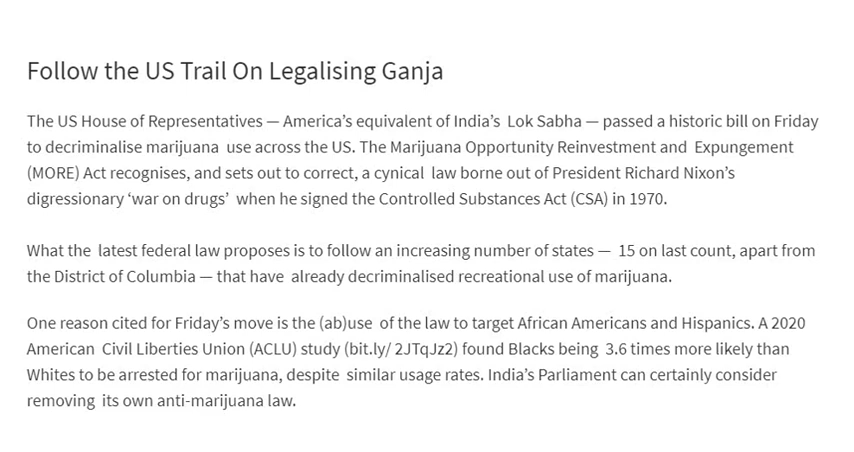 Follow the US Trail On Legalising Ganja
The US House of Representatives — America’s equivalent of India’s Lok Sabha — passed a historic bill on Friday
to decriminalise marijuana use across the US. The Marijuana Opportunity Reinvestment and Expungement
(MORE) Act recognises, and sets out to correct, a cynical law borne out of President Richard Nixon’s
digressionary ‘war on drugs’ when he signed the Controlled Substances Act (CSA) in 1970.
What the latest federal law proposes is to follow an increasing number of states — 15 on last count, apart from
the District of Columbia — that have already decriminalised recreational use of marijuana.
One reason cited for Friday’s move is the (ab)use of the law to target African Americans and Hispanics. A 2020
American Civil Liberties Union (ACLU) study (bit.ly/ 2JTqJz2) found Blacks being 3.6 times more likely than
Whites to be arrested for marijuana, despite similar usage rates. India’s Parliament can certainly consider
removing its own anti-marijuana law.